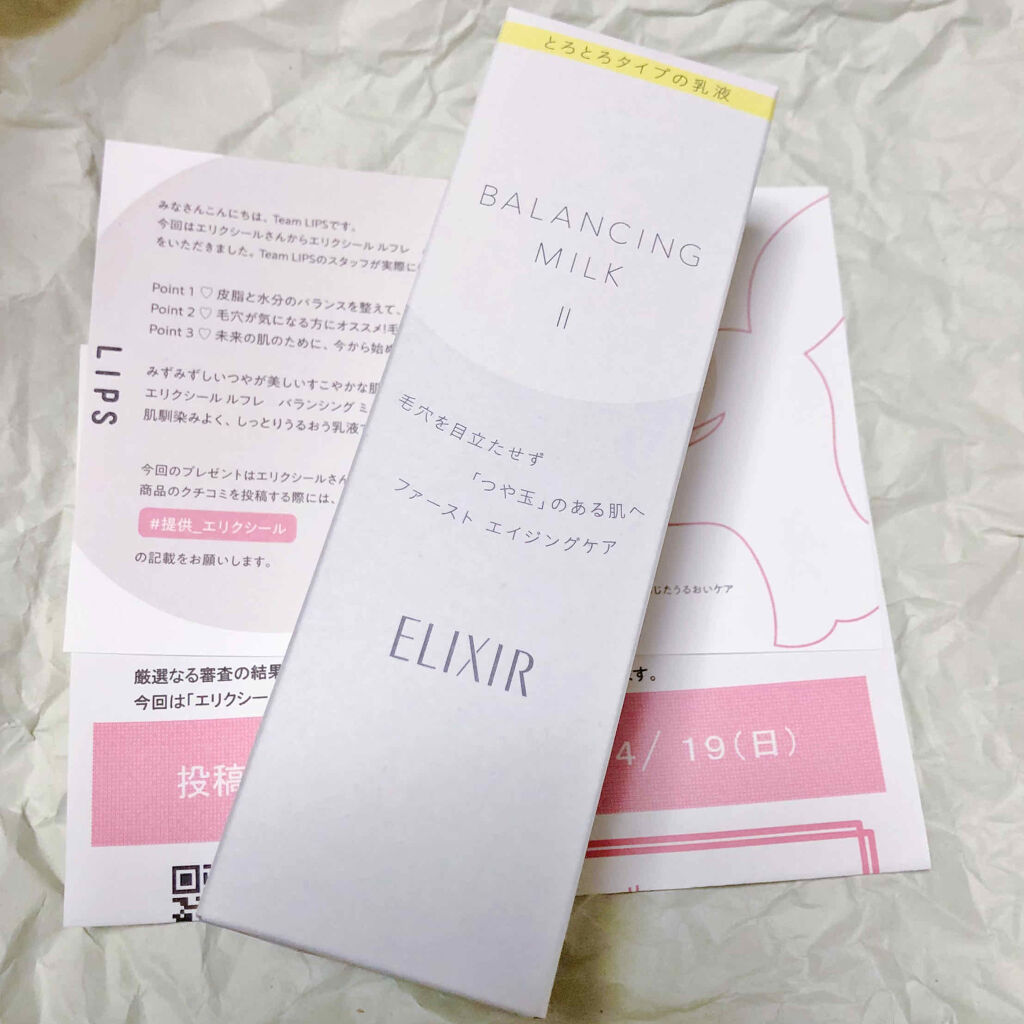 とろとろタイプの乳液
BALANCING
MILK
II
毛穴を目立たせず
「つや玉」のある肌へ
ファースト エイジングケア
ELIXIR
LIPS
みなさんこんにちは、Team LIPSです。
今回はエリクシールさんからエリクシール ルフレ
をいただきました。Team LIPSのスタッフが実際に
Point 1 ♡ 皮脂と水分のバランスを整えて、
Point 2 ♡ 毛穴が気になる方にオススメ!毛
Point 3 ♡ 未来の肌のために、今から始め
みずみずしいつやが美しいすこやかな肌
エリクシール ルフレ バランシング ミ
肌馴染みよく、しっとりうるおう乳液
今回のプレゼントはエリクシールさん
商品のクチコミを投稿する際には、
#提供_エリクシール
の記載をお願いします。
じたうるおいケア
厳選なる審査の結果
ます。
今回は「エリクシー
投稿
4/ 19(日)